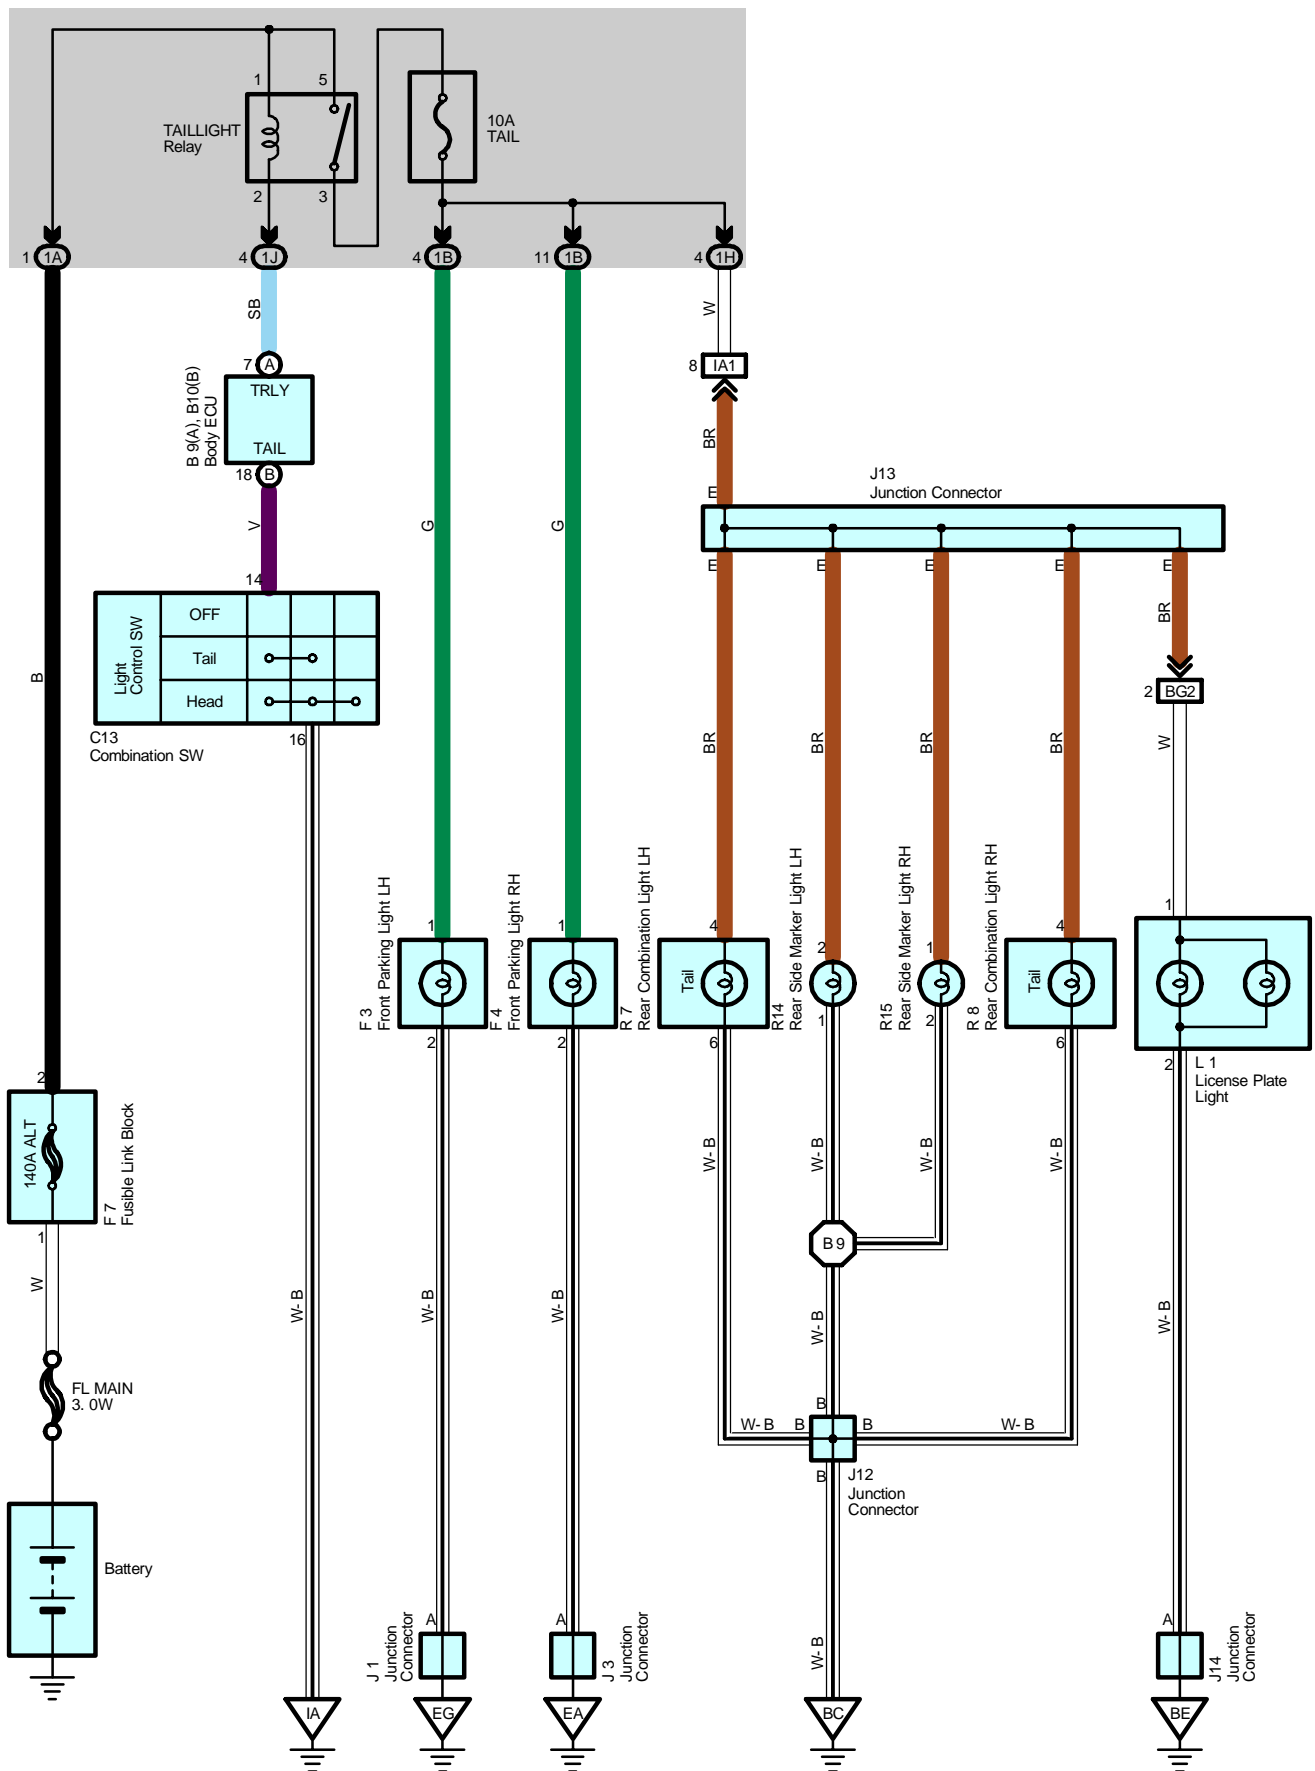 1
5
TAILLIGHT
Relay
10A
TAIL
2
3
1
1A
4
1J
4
1B
11
1B
4
1H
SB
W
7
A
8
IA1
B 9(A), B10(B)
Body ECU
TRLY
TAIL
BR
18
B
J13
Junction Connector
E
V
G
G
E
E
E
E
E
14
BR
Light
Control SW
OFF
Tail
Head
B
2
BG2
C13
Combination SW
16
BR
BR
BR
BR
W
F 3
Front Parking Light LH
F 4
Front Parking Light RH
R 7
Rear Combination Light LH
R14
Rear Side Marker Light LH
R15
Rear Side Marker Light RH
R 8
Rear Combination Light RH
1
1
1
4
2
1
4
Tail
Tail
2
2
6
1
2
6
2
L 1
License Plate
Light
2
140A ALT
F 7
Fusible Link Block
1
W
W- B
W- B
W- B
W- B
B 9
W- B
W- B
W- B
W- B
W- B
FL MAIN
3. 0W
B
W- B
B
B
W- B
B
J12
Junction
Connector
Battery
A
J 1
Junction
Connector
A
J 3
Junction
Connector
W- B
A
J14
Junction
Connector
IA
EG
EA
BC
BE